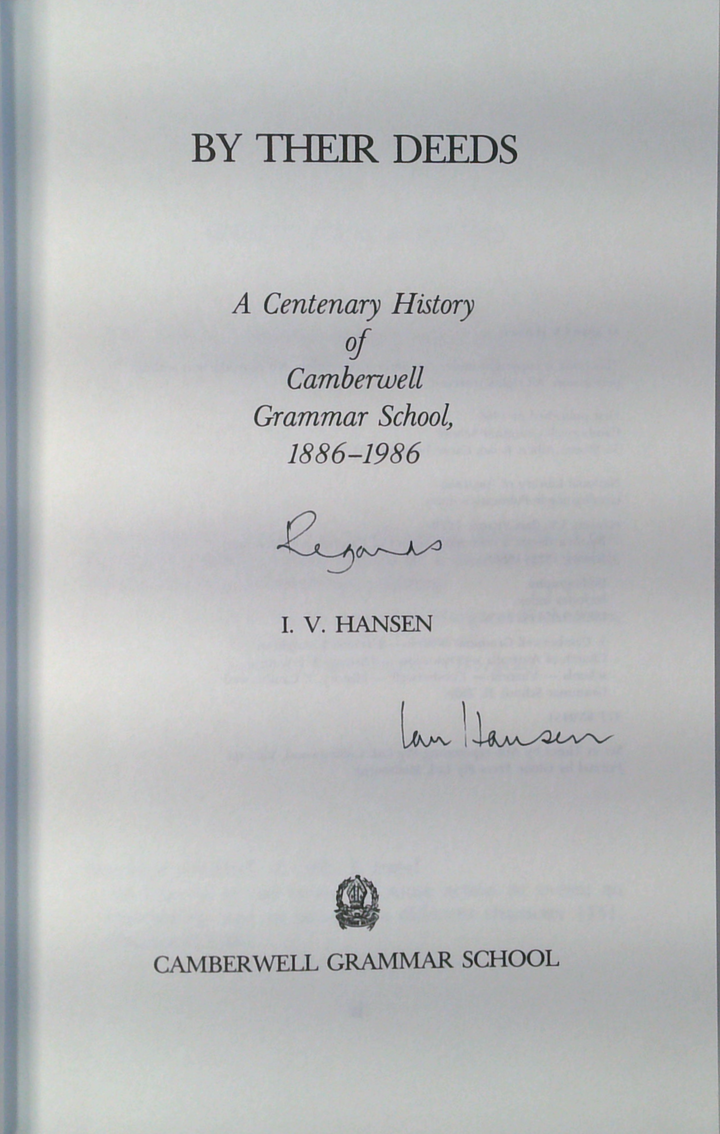 BY THEIR DEEDS
A Centenary History
of
Camberwell
Grammar School,
1886–1986
Regards
I. V. HANSEN
Ian Hansen
CAMBERWELL GRAMMAR SCHOOL